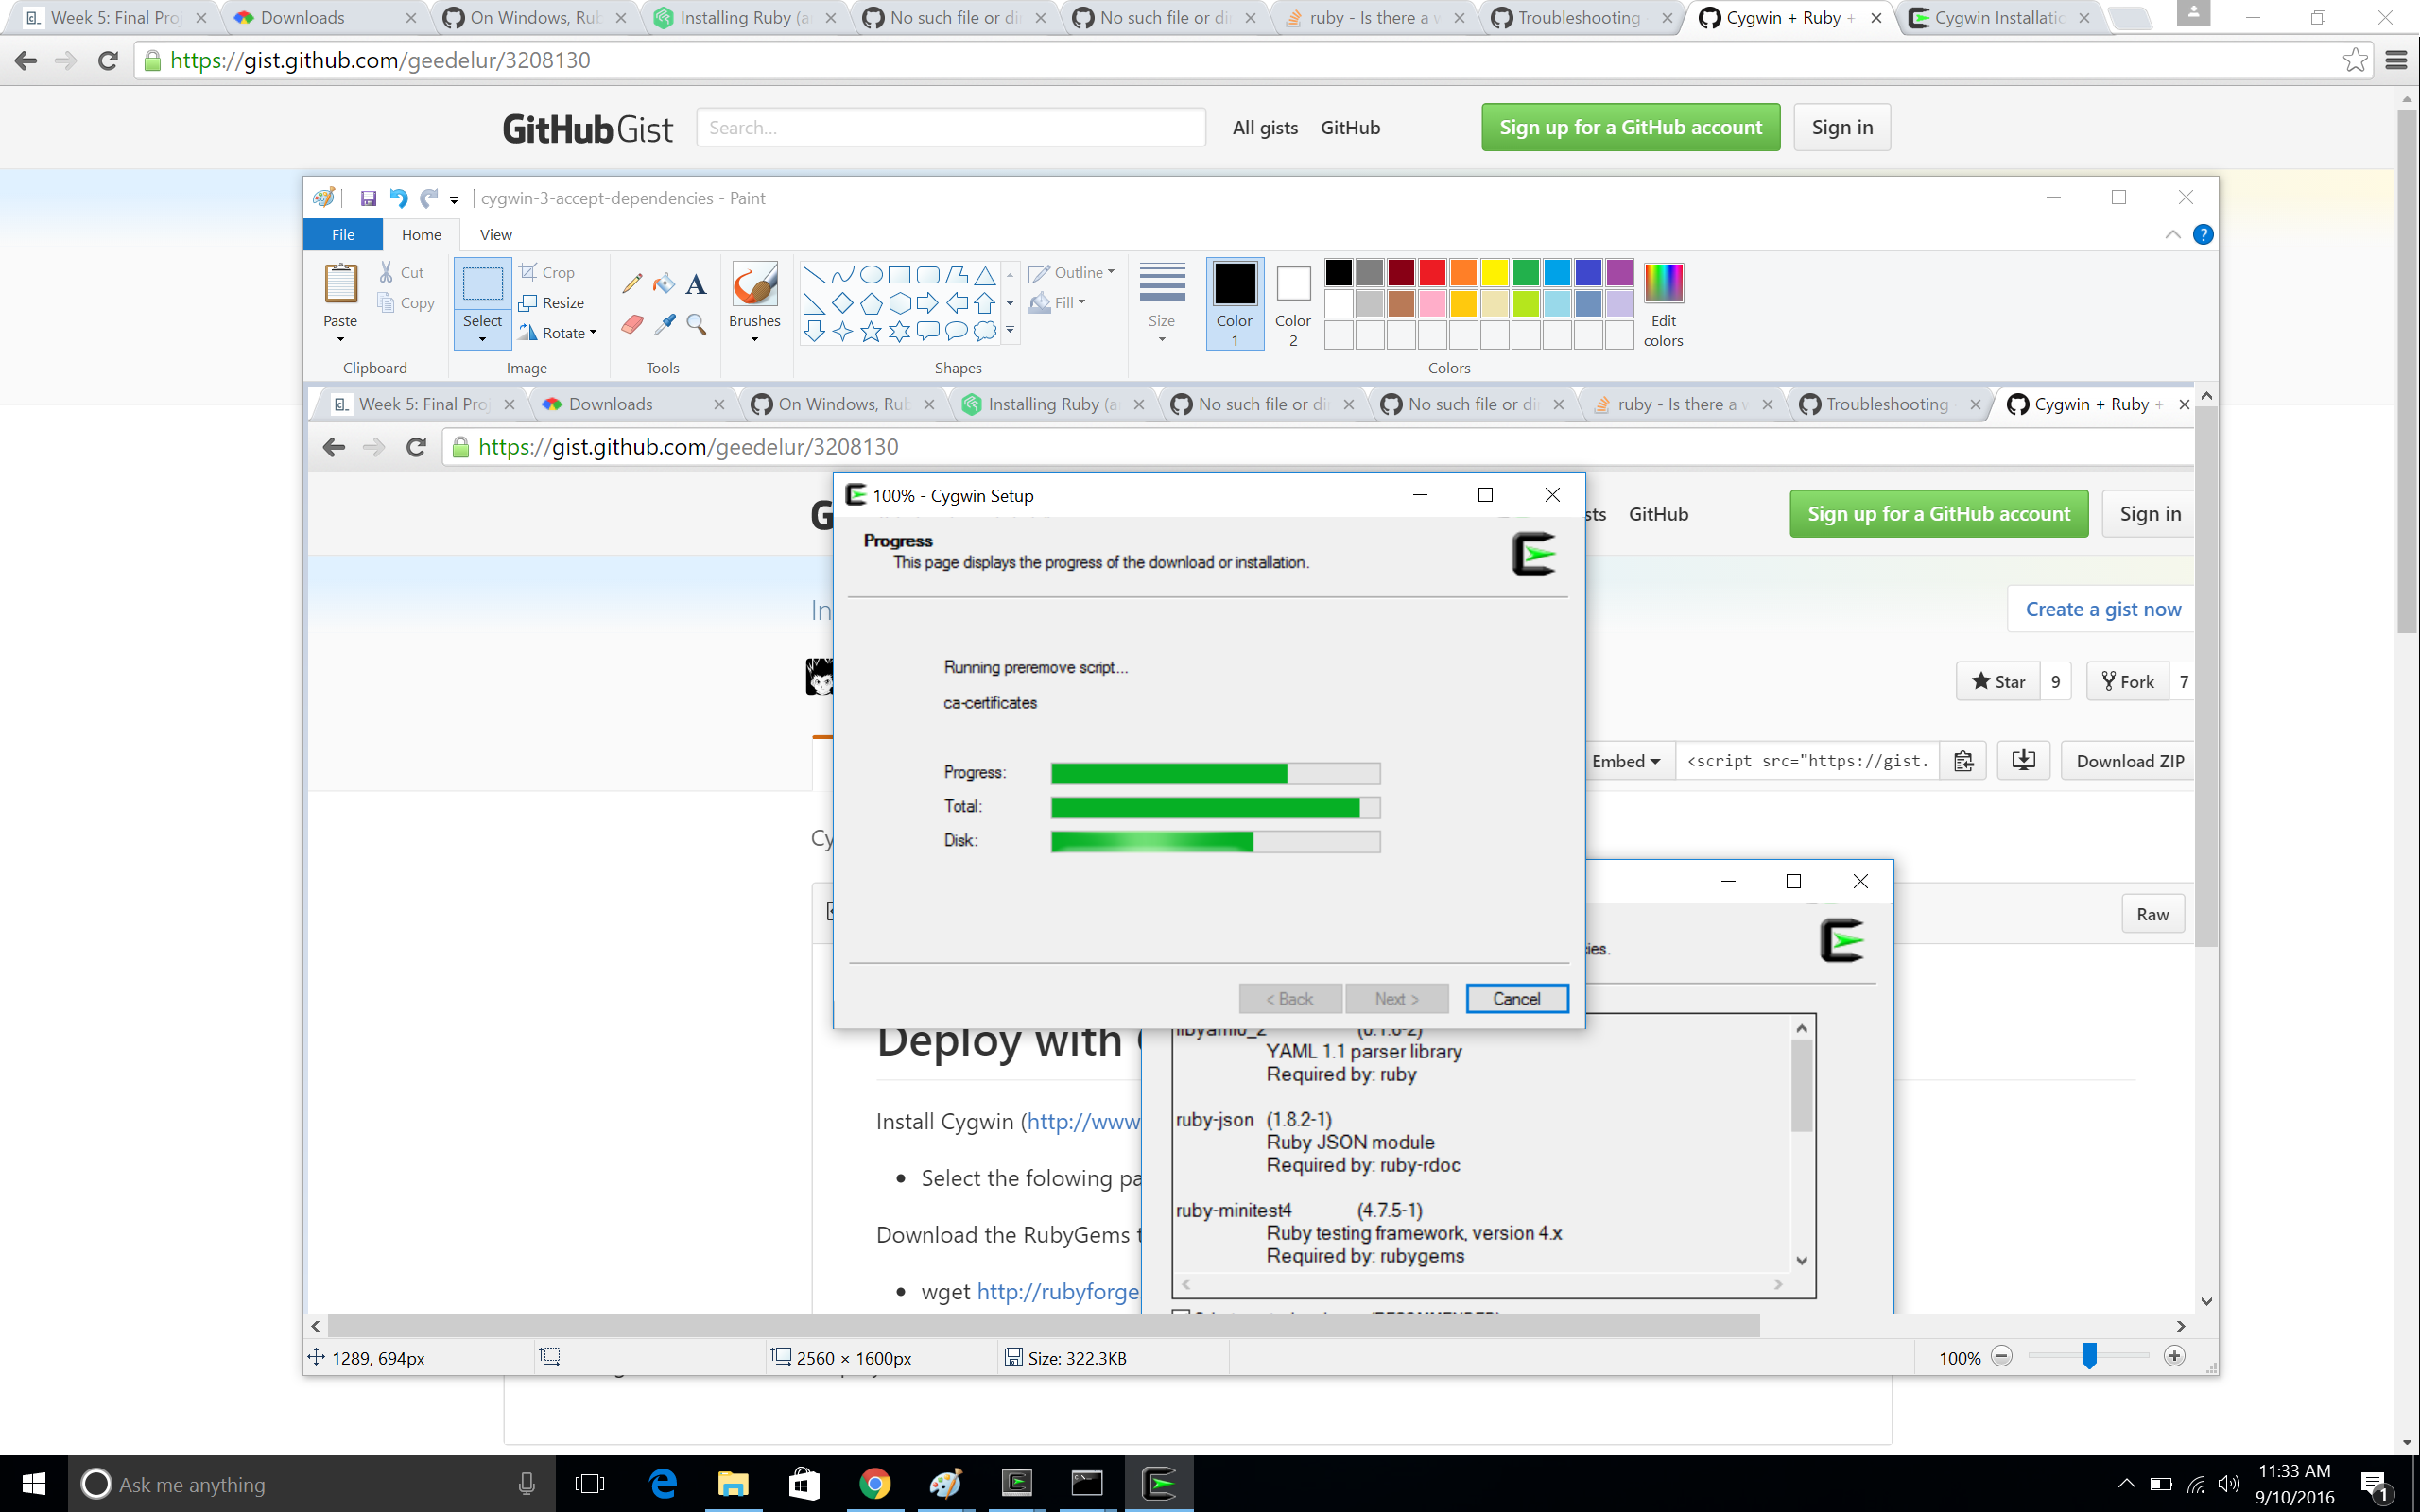 Week 5: Final Pro
Downloads
On Windows, Rub
Installing Ruby (a
No such file or di
No such file or di
ruby - Is there a w
Troubleshooting
Cygwin + Ruby +
Cygwin Installatio
https://gist.github.com/geedelur/3208130
GitHub Gist
Search...
All gists
GitHub
Sign up for a GitHub account
Sign in
cygwin-3-accept-dependencies - Paint
File
Home
View
Paste
Cut
Copy
Clipboard
Select
Crop
Resize
Rotate
Image
A
Tools
Brushes
Shapes
Outline
Fill
Size
Color
1
Color
2
Edit
colors
Colors
Week 5: Final Pro
Downloads
On Windows, Rub
Installing Ruby (a
No such file or di
No such file or di
ruby - Is there a w
Troubleshooting
Cygwin + Ruby +
https://gist.github.com/geedelur/3208130
G
sts
GitHub
Sign up for a GitHub account
Sign in
100% - Cygwin Setup
Progress
This page displays the progress of the download or installation.
In
Create a gist now
Star 9
Fork 7
Running preremove script...
ca-certificates
Progress:
Total:
Disk:
Embed
<script src="https://gist.
Download ZIP
Cy
Raw
ies.
< Back
Next >
Cancel
Deploy with
libyaml0_2 (0.1.6-2)
YAML 1.1 parser library
Required by: ruby
ruby-json (1.8.2-1)
Ruby JSON module
Required by: ruby-rdoc
ruby-minitest4 (4.7.5-1)
Ruby testing framework, version 4.x
Required by: rubygems
Install Cygwin (http://www
Select the folowing pa
Download the RubyGems t
wget http://rubyforge
1289, 694px
2560 × 1600px
Size: 322.3KB
100%
Ask me anything
11:33 AM
9/10/2016
1